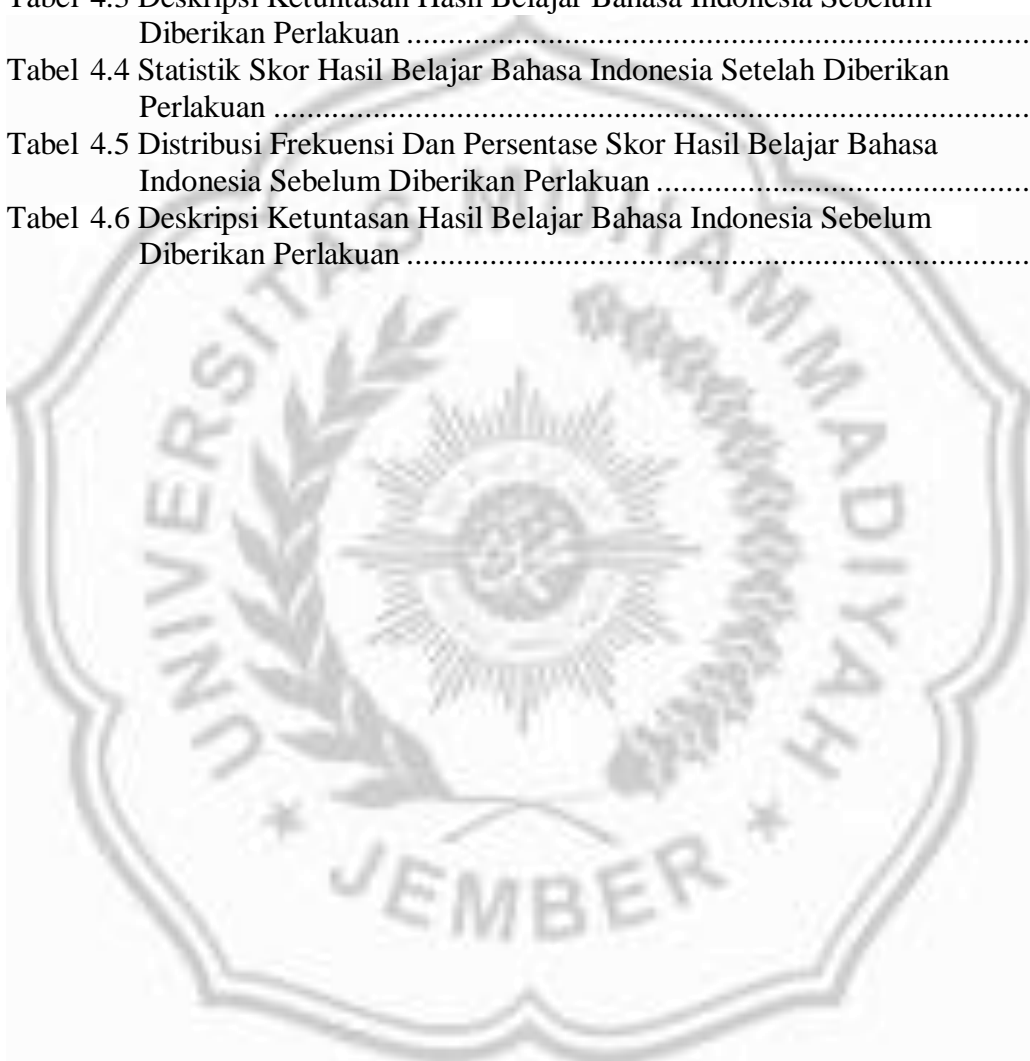 Tabel 4.3 Deskripsi Ketuntasan Hasil Belajar Bahasa Indonesia Sebelum
Diberikan Perlakuan ............................................................................
Tabel 4.4 Statistik Skor Hasil Belajar Bahasa Indonesia Setelah Diberikan
Perlakuan ............................................................................................
Tabel 4.5 Distribusi Frekuensi Dan Persentase Skor Hasil Belajar Bahasa
Indonesia Sebelum Diberikan Perlakuan ..............................................
Tabel 4.6 Deskripsi Ketuntasan Hasil Belajar Bahasa Indonesia Sebelum
Diberikan Perlakuan ............................................................................
UNIVERSITAS MUHAMMADIYAH
* JEMBER *